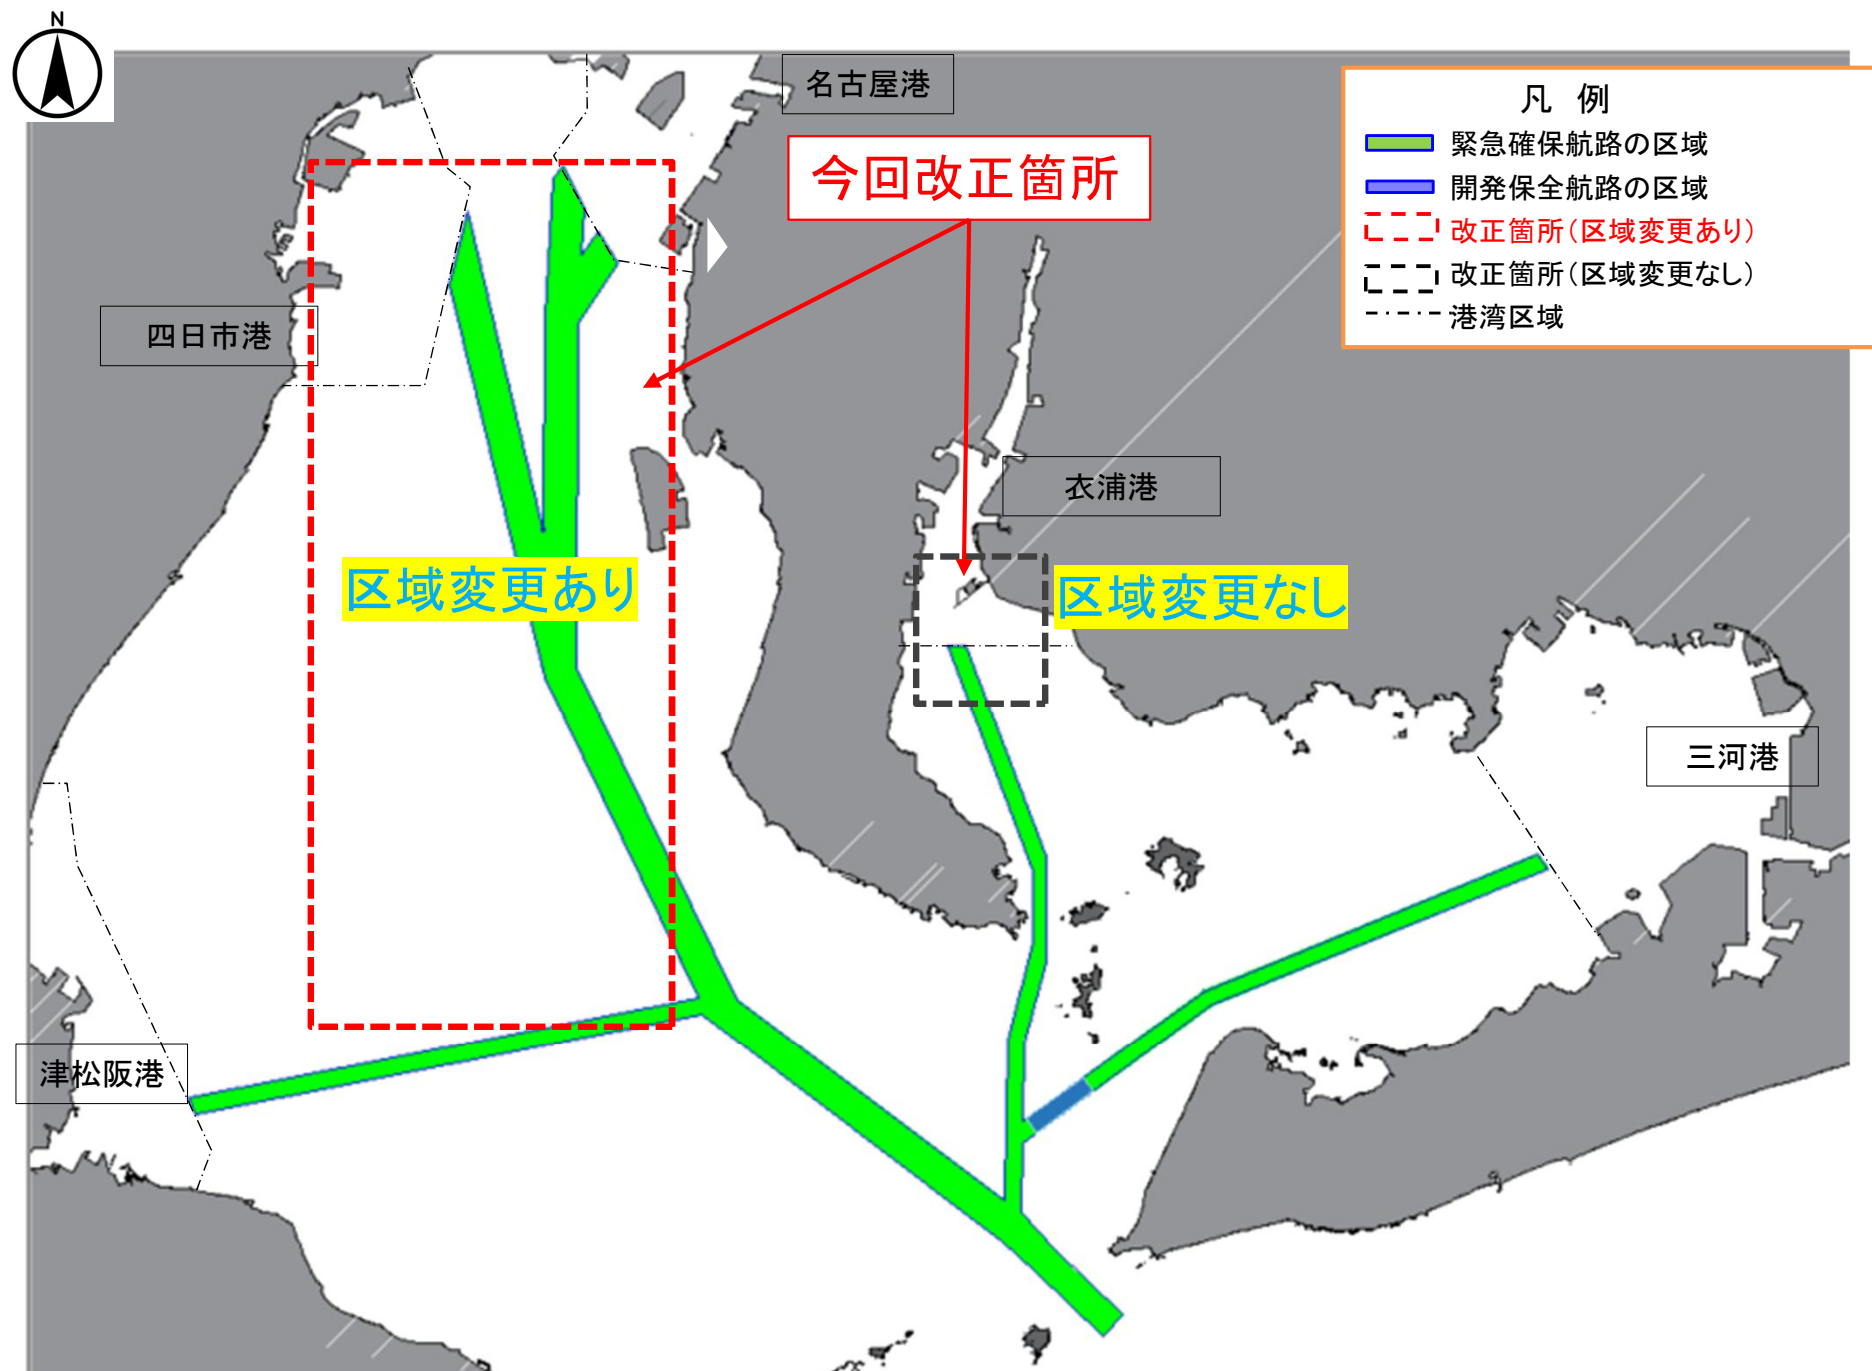 N
名古屋港
凡 例
緊急確保航路の区域
開発保全航路の区域
改正箇所(区域変更あり)
改正箇所(区域変更なし)
港湾区域
今回改正箇所
四日市港
衣浦港
区域変更あり
区域変更なし
三河港
津松阪港